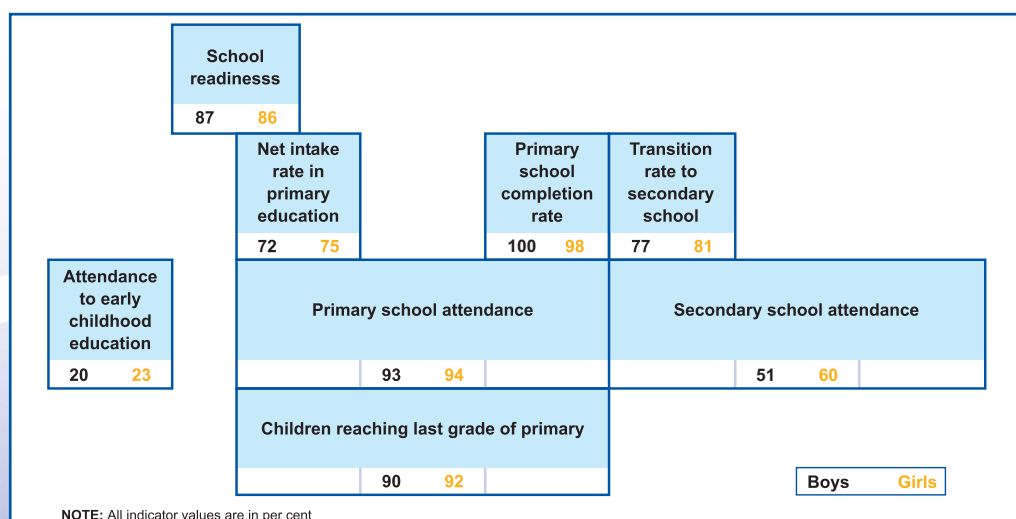 School
readinesss
87 86
Net intake
rate in
primary
education
72 75
Primary
school
completion
rate
100 98
Transition
rate to
secondary
school
77 81
Attendance
to early
childhood
education
20 23
Primary school attendance
93 94
Secondary school attendance
51 60
Children reaching last grade of primary
90 92
Boys Girls
NOTE: All indicator values are in per cent